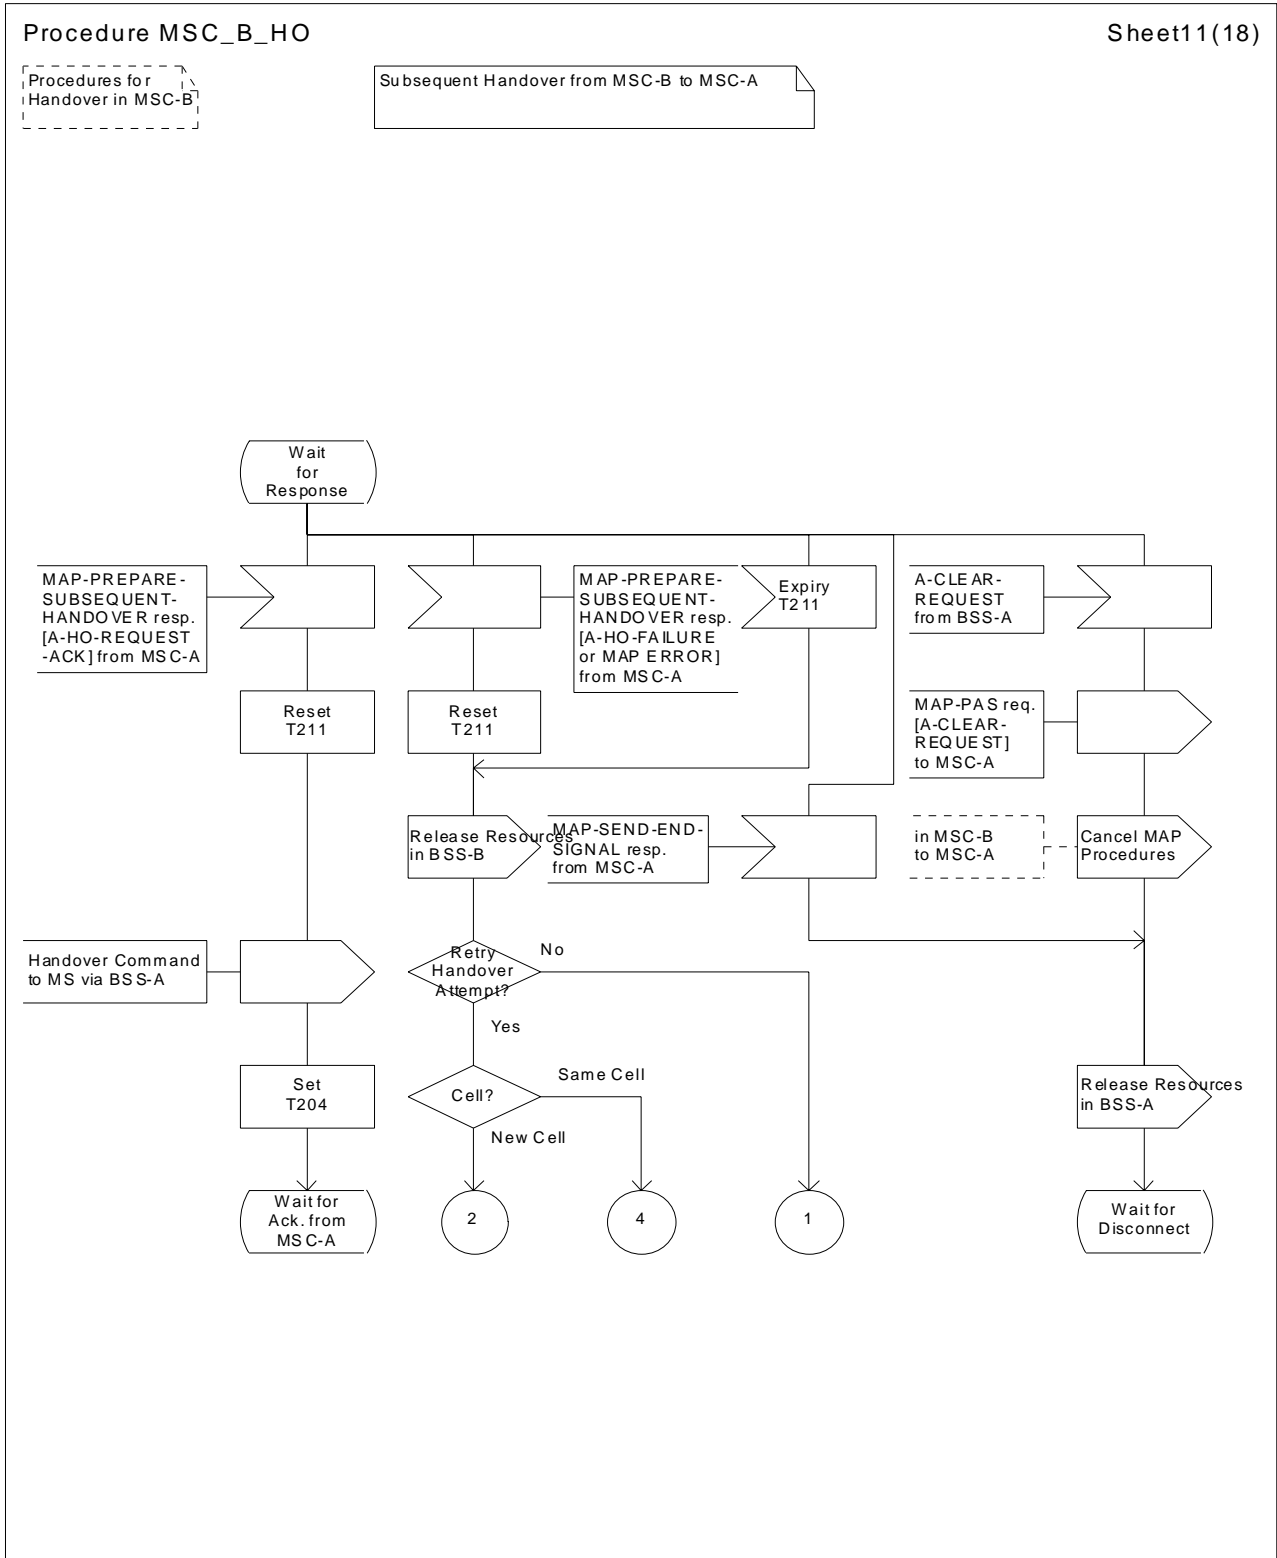 Procedure MSC_B_HO
Sheet11(18)
Procedures for
Handover in MSC-B
Subsequent Handover from MSC-B to MSC-A
Wait
for
Response
MAP-PREPARE-
SUBSEQUENT-
HANDOVER resp.
[A-HO-REQUEST
-ACK] from MSC-A
MAP-PREPARE-
SUBSEQUENT-
HANDOVER resp.
[A-HO-FAILURE
or MAP ERROR]
from MSC-A
Expiry
T211
A-CLEAR-
REQUEST
from BSS-A
Reset
T211
Reset
T211
MAP-PAS req.
[A-CLEAR-
REQUEST]
to MSC-A
Release Resources
in BSS-B
MAP-SEND-END-
SIGNAL resp.
from MSC-A
in MSC-B
to MSC-A
Cancel MAP
Procedures
Handover Command
to MS via BSS-A
Retry
Handover
Attempt?
No
Yes
Set
T204
Cell?
Same Cell
New Cell
Release Resources
in BSS-A
Wait for
Ack. from
MSC-A
2
4
1
Wait for
Disconnect